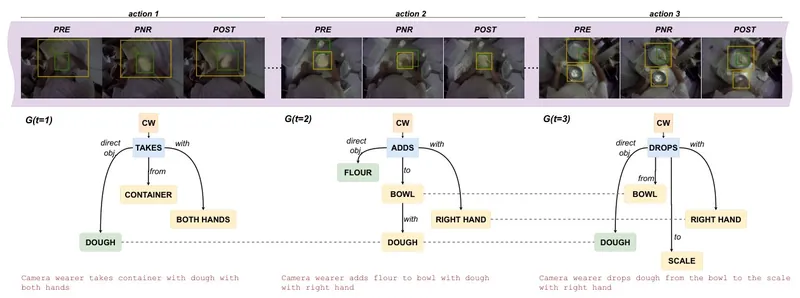 action 1
action 2
action 3
PRE
PNR
POST
PRE
PNR
POST
PRE
PNR
POST
G(t=1)
CW
TAKES
direct
obj
with
from
CONTAINER
BOTH HANDS
DOUGH
Camera wearer takes container with dough with
both hands
G(t=2)
CW
ADDS
direct
obj
with
FLOUR
to
BOWL
with
RIGHT HAND
DOUGH
Camera wearer adds flour to bowl with dough
with right hand
G(t=3)
CW
DROPS
direct
obj
with
from
BOWL
RIGHT HAND
to
DOUGH
SCALE
Camera wearer drops dough from the bowl to the scale
with right hand